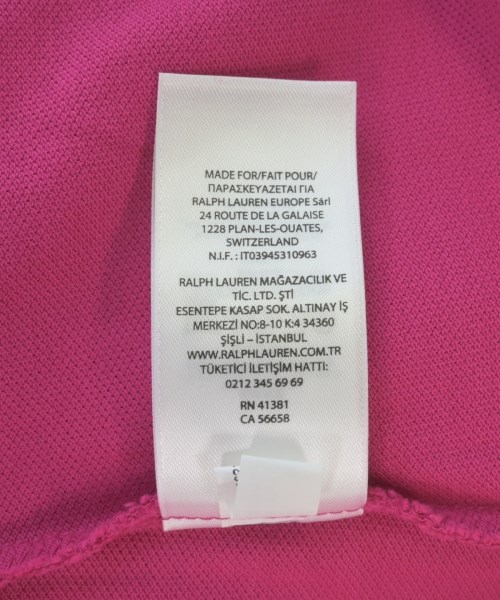 MADE FOR/FAIT POUR/
ΠΑΡΑΣΚΕΥΑΖΕΤΑΙ ΓΙΑ
RALPH LAUREN EUROPE Sárl
24 ROUTE DE LA GALAISE
1228 PLAN-LES-OUATES,
SWITZERLAND
N.I.F. : IT03945310963
RALPH LAUREN MAĞAZACILIK VE
TİC. LTD. ŞTİ
ESENTEPE KASAP SOK. ALTINAY İŞ
MERKEZİ NO:8-10 K:4 34360
ŞİŞLİ – İSTANBUL
WWW.RALPHLAUREN.COM.TR
TÜKETİCİ İLETİŞİM HATTI:
0212 345 69 69
RN 41381
CA 56658